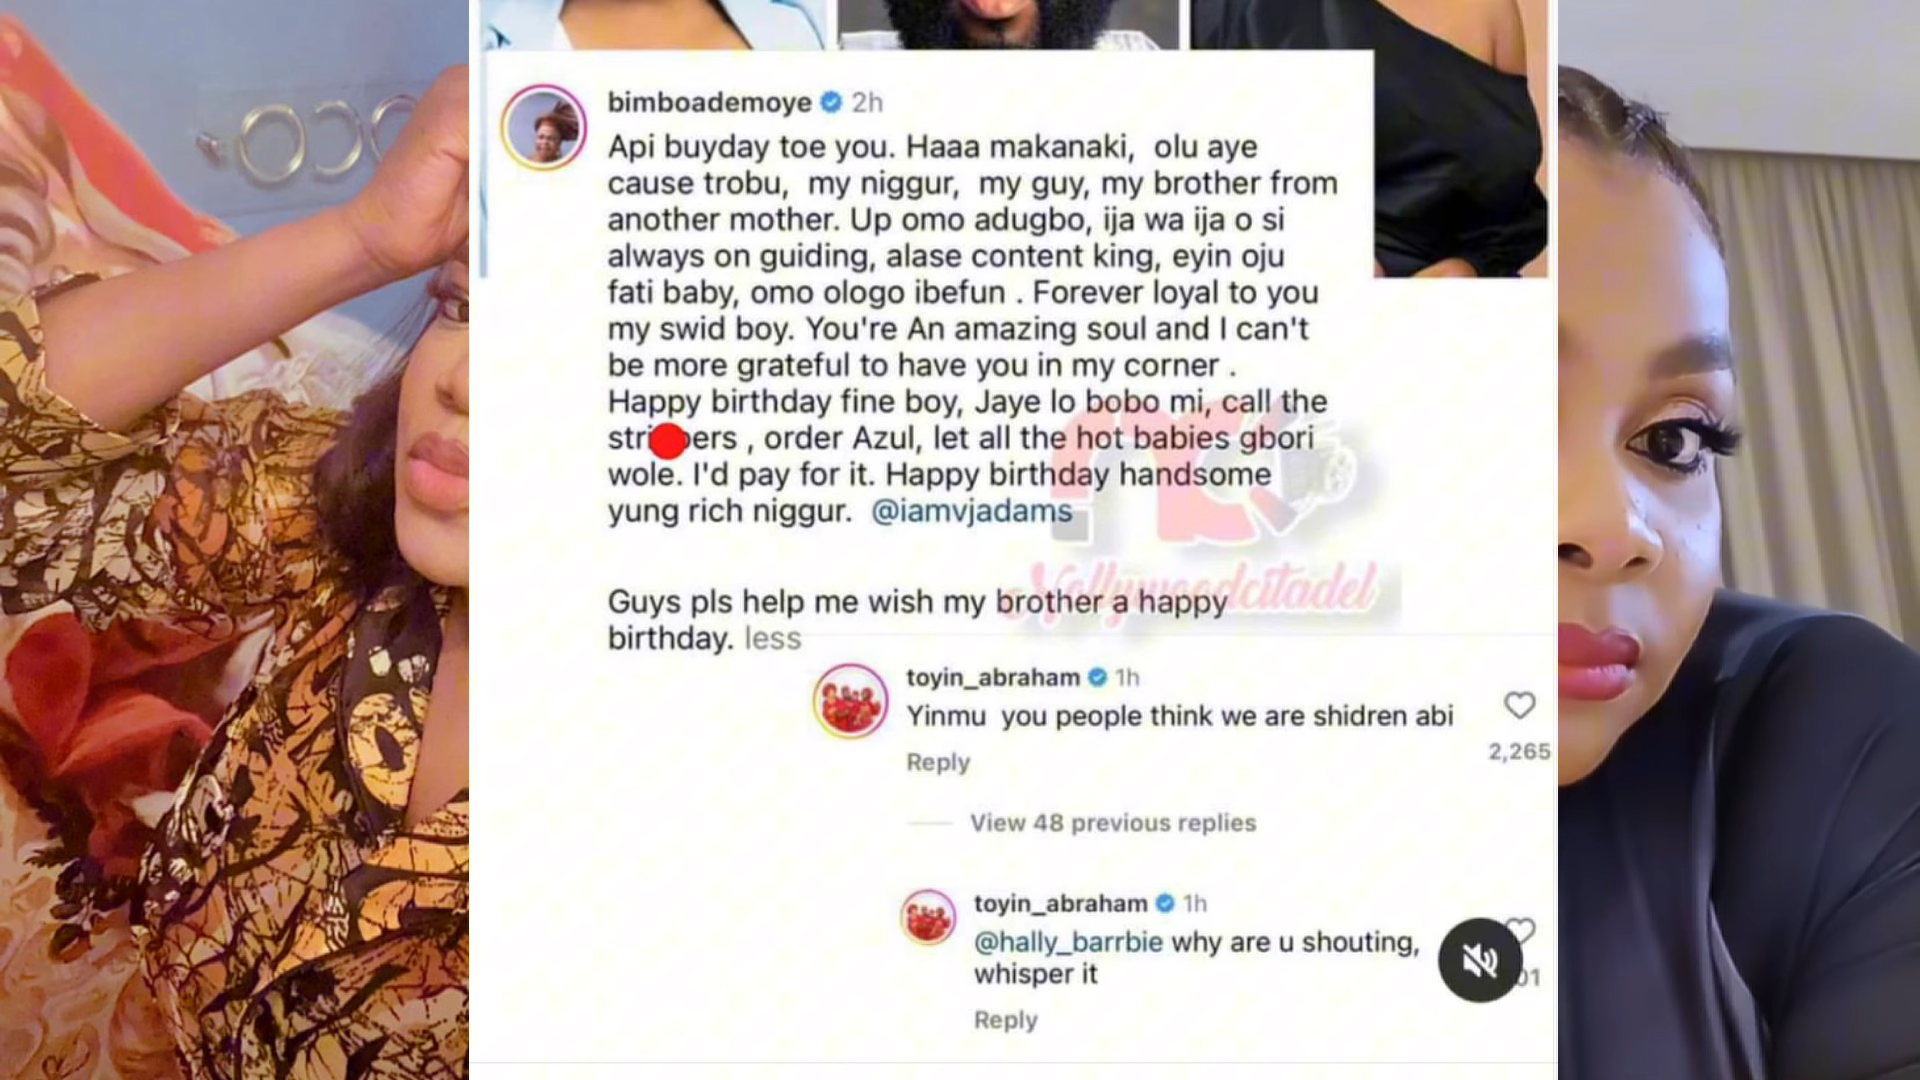 bimboademoye 2h
Api buyday toe you. Haaa makanaki, olu aye
cause trobu, my niggur, my guy, my brother from
another mother. Up omo adugbo, ija wa ija o si
always on guiding, alase content king, eyin oju
fati baby, omo ologo ibefun . Forever loyal to you
my swid boy. You're An amazing soul and I can't
be more grateful to have you in my corner .
Happy birthday fine boy, Jaye lo bobo mi, call the
stri ers , order Azul, let all the hot babies gbori
wole. I'd pay for it. Happy birthday handsome
yung rich niggur. @iamvjadams
Guys pls help me wish my brother a happy
birthday. less
Nollywoodcitadel
toyin_abraham 1h
Yinmu you people think we are shidren abi
2,265
Reply
View 48 previous replies
toyin_abraham 1h
@hally_barrbie why are u shouting,
whisper it
Reply